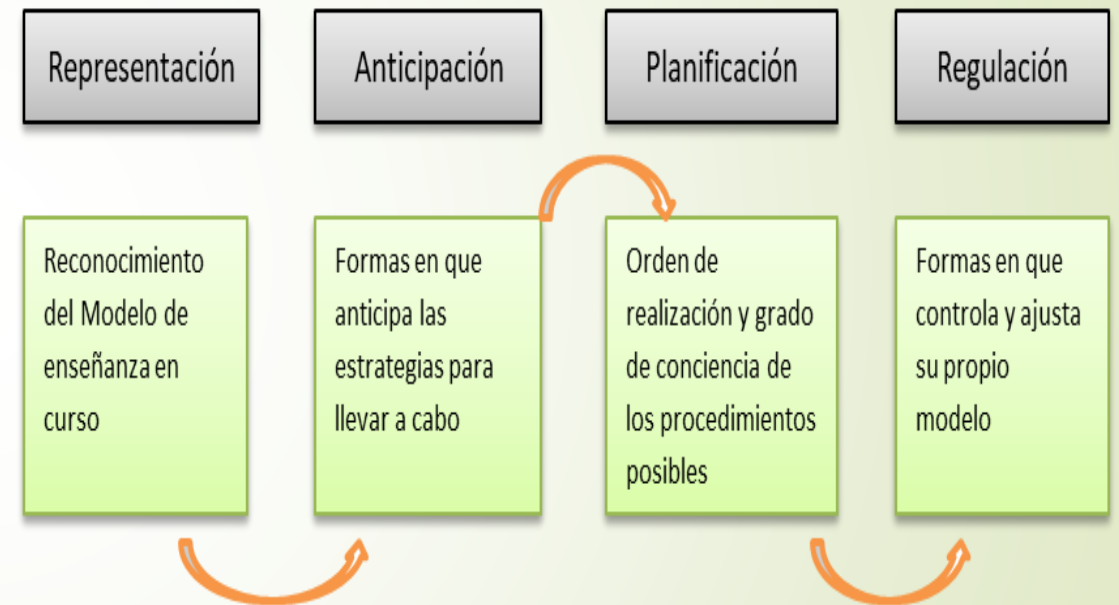 Representación
Anticipación
Planificación
Regulación
Reconocimiento
del Modelo de
enseñanza en
curso
Formas en que
anticipa las
estrategias para
llevar a cabo
Orden de
realización y grado
de conciencia de
los procedimientos
posibles
Formas en que
controla y ajusta
su propio
modelo